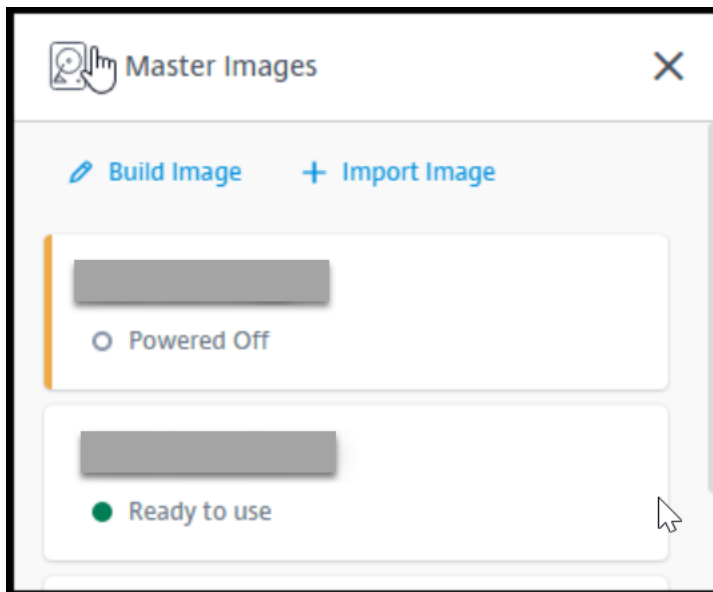 Master Images
Build Image
Import Image
Powered Off
Ready to use